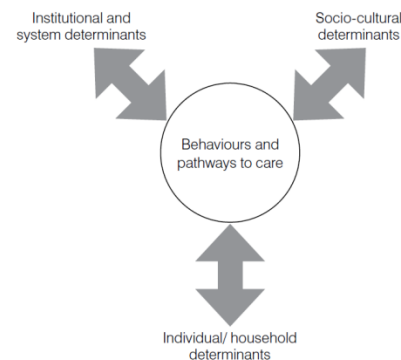 Institutional and
system determinants
Socio-cultural
determinants
Behaviours and
pathways to care
Individual/ household
determinants